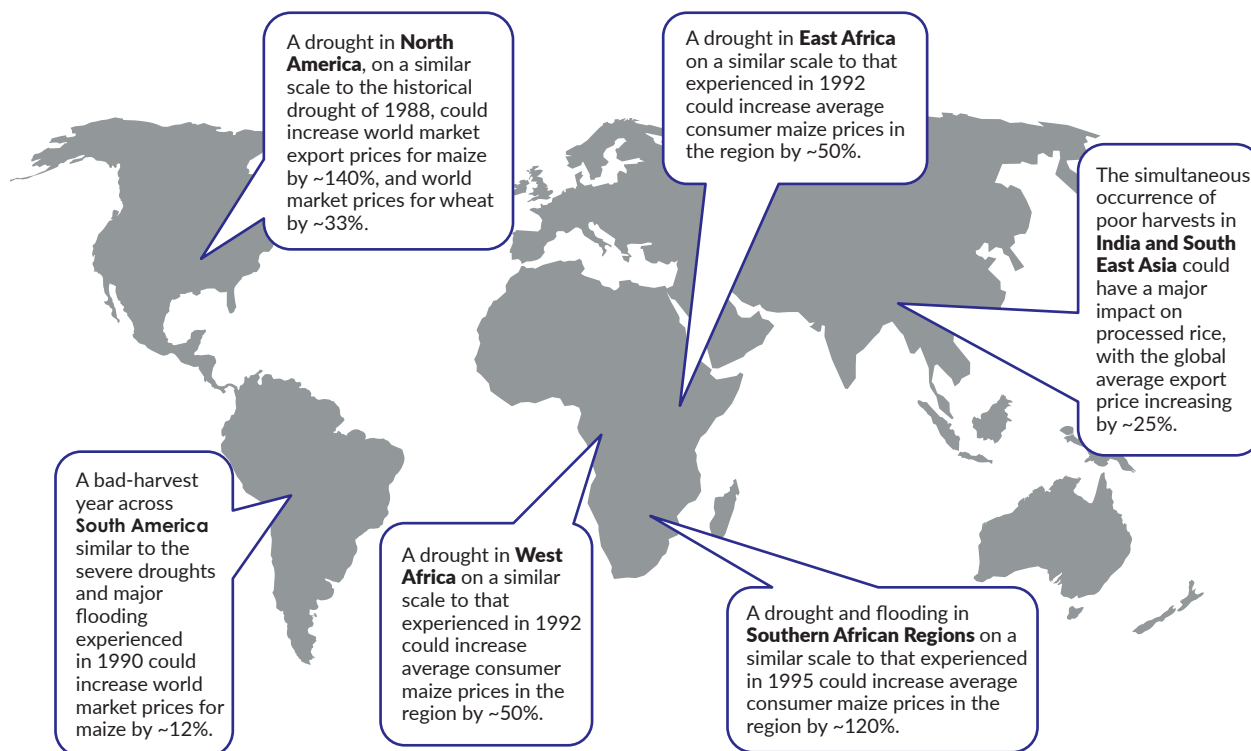 A drought in North
America, on a similar
scale to the historical
drought of 1988, could
increase world market
export prices for maize
by ~140%, and world
market prices for wheat
by ~33%.
A drought in East Africa
on a similar scale to that
experienced in 1992
could increase average
consumer maize prices in
the region by ~50%.
The simultaneous
occurrence of
poor harvests in
India and South
East Asia could
have a major
impact on
processed rice,
with the global
average export
price increasing
by ~25%.
A bad-harvest
year across
South America
similar to the
severe droughts
and major
flooding
experienced
in 1990 could
increase world
market prices for
maize by ~12%.
A drought in West
Africa on a similar
scale to that
experienced in 1992
could increase
average consumer
maize prices in the
region by ~50%.
A drought and flooding in
Southern African Regions on a
similar scale to that experienced
in 1995 could increase average
consumer maize prices in the
region by ~120%.